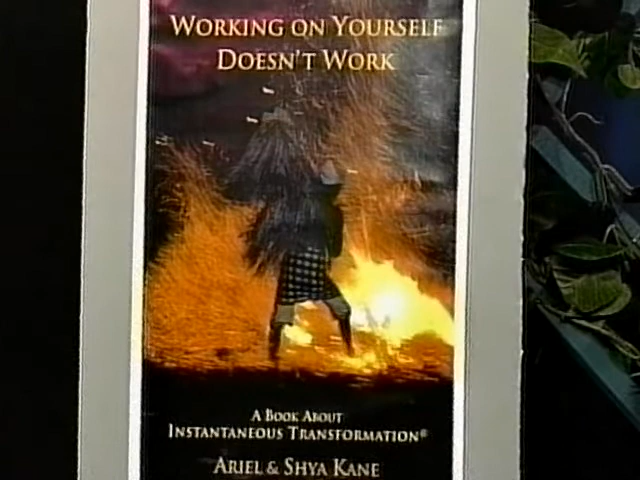 WORKING ON YOURSELF
DOESN'T WORK
A BOOK ABOUT
INSTANTANEOUS TRANSFORMATION®
ARIEL & SHYA KANE